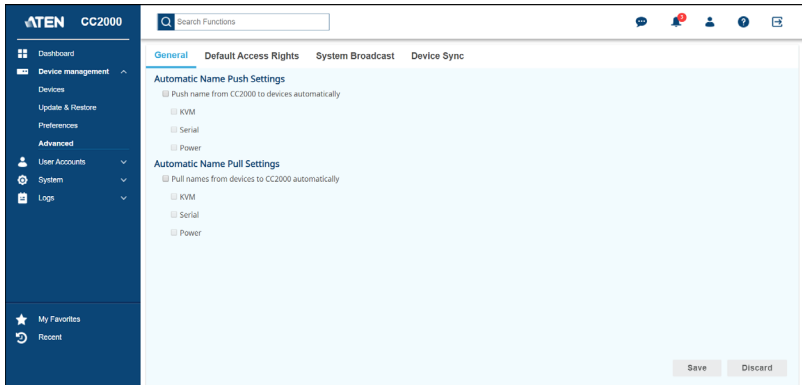 ATEN CC2000
Search Functions
3
Dashboard
Device management
Devices
Update & Restore
Preferences
Advanced
User Accounts
System
Logs
My Favorites
Recent
General Default Access Rights System Broadcast Device Sync
Automatic Name Push Settings
Push name from CC2000 to devices automatically
KVM
Serial
Power
Automatic Name Pull Settings
Pull names from devices to CC2000 automatically
KVM
Serial
Power
Save Discard